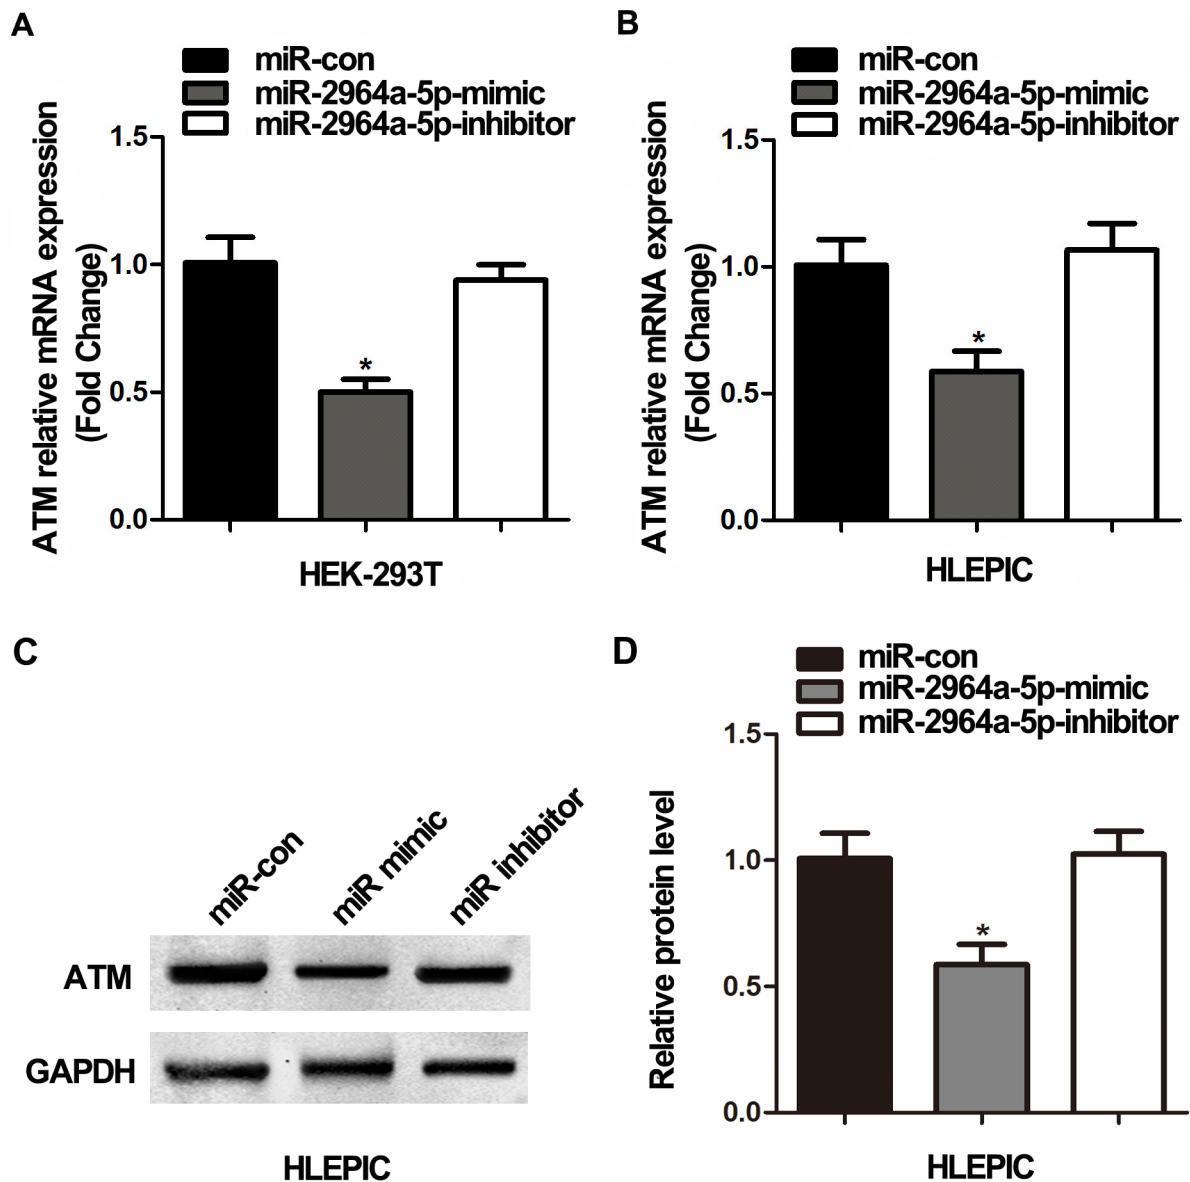 A
miR-con
miR-2964a-5p-mimic
miR-2964a-5p-inhibitor
ATM relative mRNA expression
(Fold Change)
1.5
1.0
0.5
0.0
*
HEK-293T
B
miR-con
miR-2964a-5p-mimic
miR-2964a-5p-inhibitor
ATM relative mRNA expression
(Fold Change)
1.5
1.0
0.5
0.0
*
HLEPIC
C
miR-con
miR mimic
miR inhibitor
ATM
GAPDH
HLEPIC
D
miR-con
miR-2964a-5p-mimic
miR-2964a-5p-inhibitor
Relative protein level
1.5
1.0
0.5
0.0
*
HLEPIC